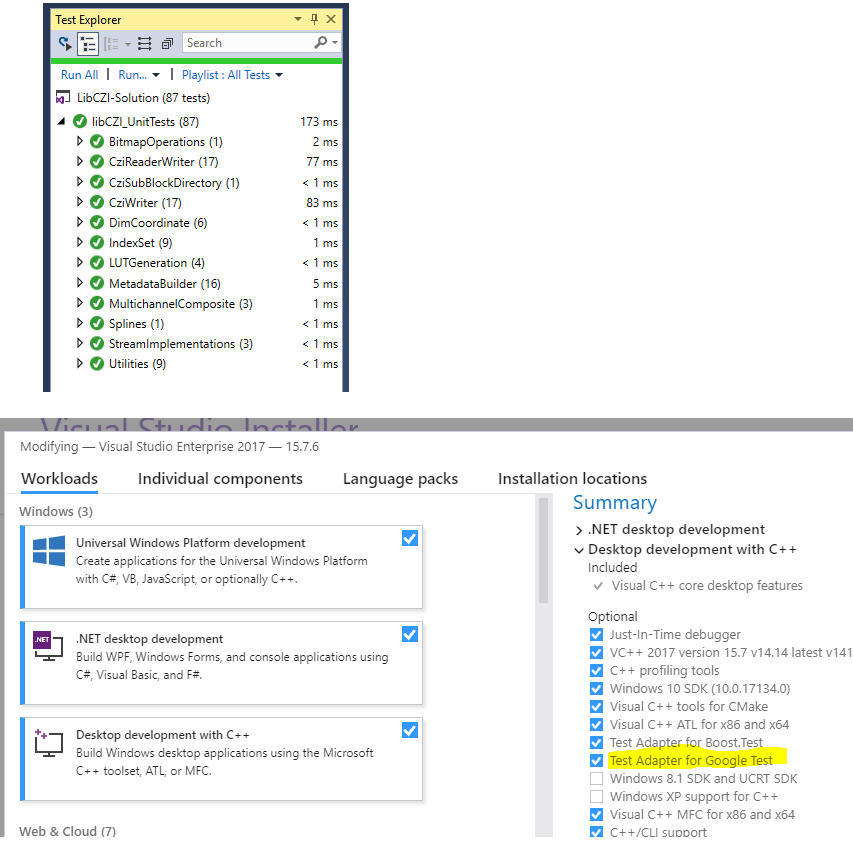 Test Explorer
Search
Run All | Run... | Playlist : All Tests
LibCZI-Solution (87 tests)
libCZI_UnitTests (87) 173 ms
BitmapOperations (1) 2 ms
CziReaderWriter (17) 77 ms
CziSubBlockDirectory (1) < 1 ms
CziWriter (17) 83 ms
DimCoordinate (6) < 1 ms
IndexSet (9) 1 ms
LUTGeneration (4) < 1 ms
MetadataBuilder (16) 5 ms
MultichannelComposite (3) 1 ms
Splines (1) < 1 ms
StreamImplementations (3) < 1 ms
Utilities (9) < 1 ms
Visual Studio Installer
Modifying — Visual Studio Enterprise 2017 — 15.7.6
Workloads Individual components Language packs Installation locations
Windows (3)
Universal Windows Platform development
Create applications for the Universal Windows Platform
with C#, VB, JavaScript, or optionally C++.
.NET
.NET desktop development
Build WPF, Windows Forms, and console applications using
C#, Visual Basic, and F#.
Desktop development with C++
Build Windows desktop applications using the Microsoft
C++ toolset, ATL, or MFC.
Web & Cloud (7)
Summary
.NET desktop development
Desktop development with C++
Included
Visual C++ core desktop features
Optional
Just-In-Time debugger
VC++ 2017 version 15.7 v14.14 latest v141
C++ profiling tools
Windows 10 SDK (10.0.17134.0)
Visual C++ tools for CMake
Visual C++ ATL for x86 and x64
Test Adapter for Boost.Test
Test Adapter for Google Test
Windows 8.1 SDK and UCRT SDK
Windows XP support for C++
Visual C++ MFC for x86 and x64
C++/CLI support